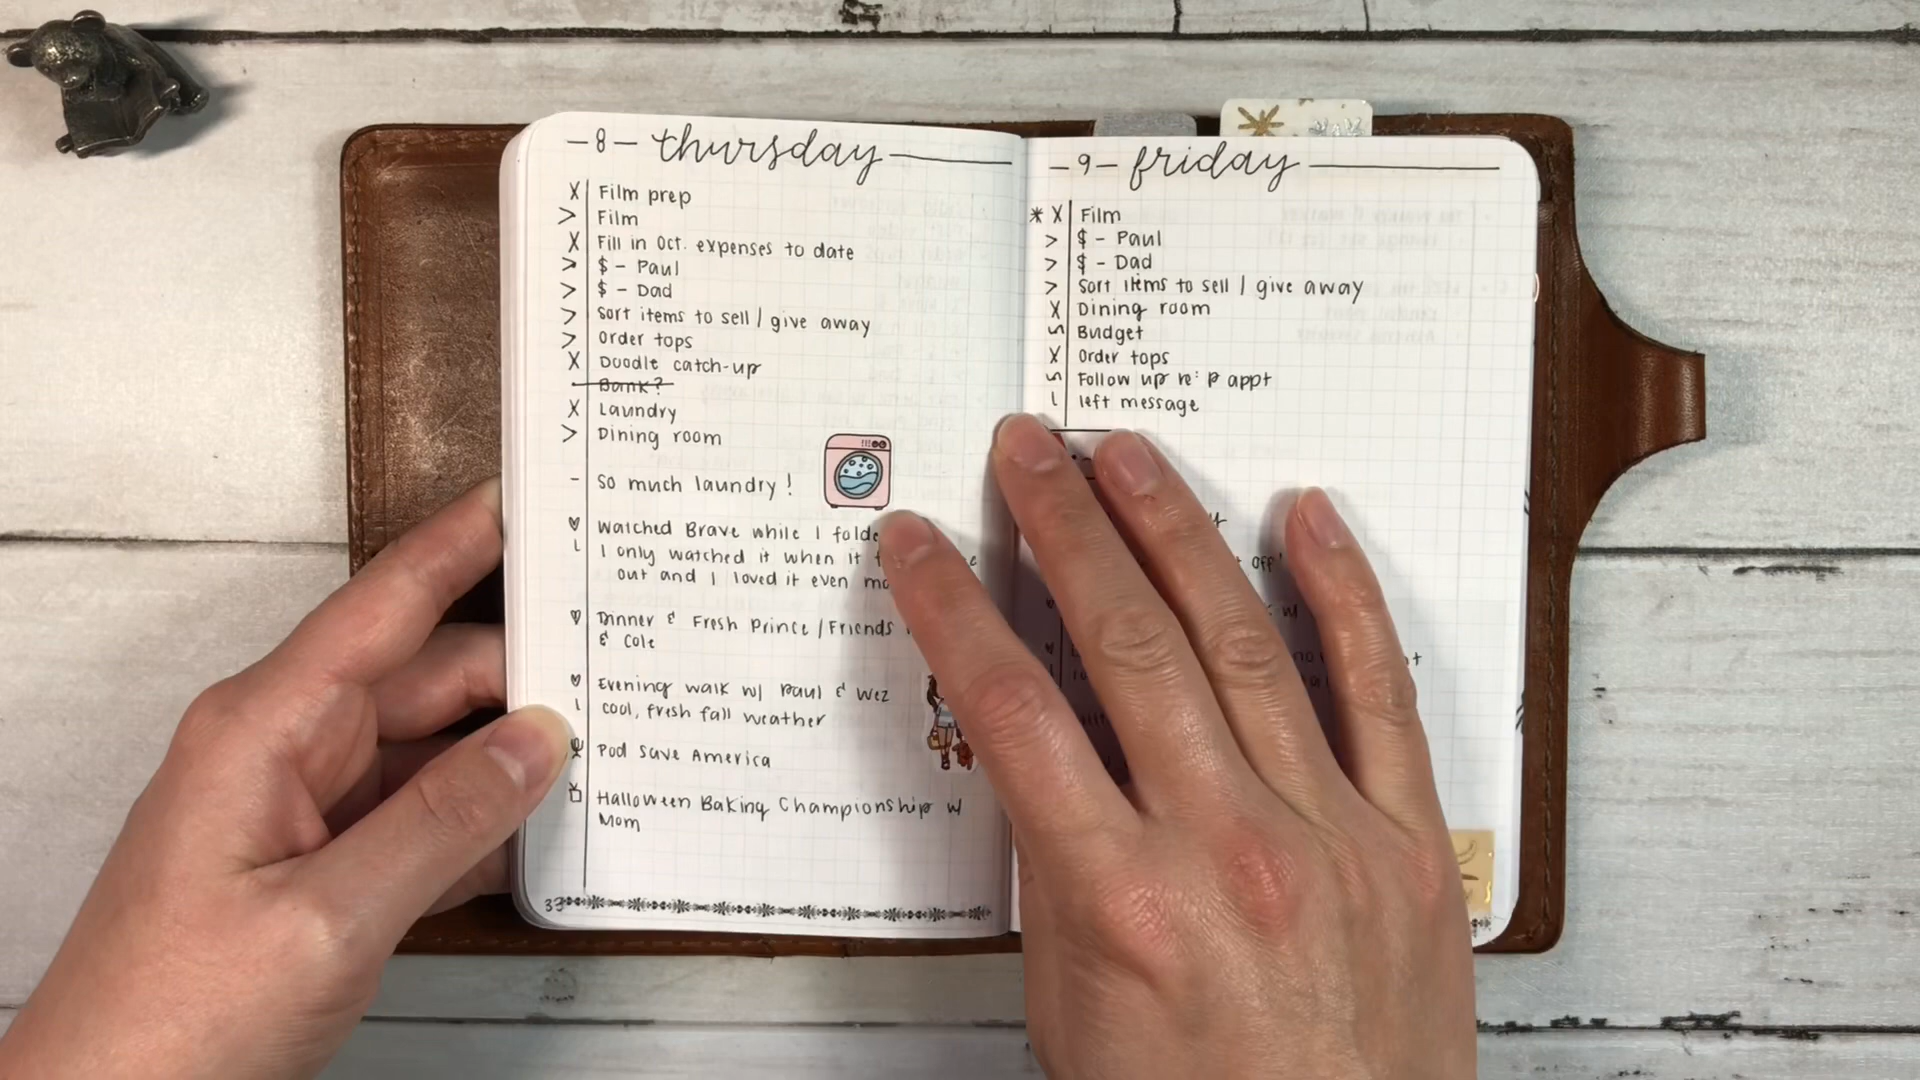 - 8 - thursday
X Film prep
> Film
X Fill in Oct. expenses to date
> $ - Paul
> $ - Dad
> Sort items to sell / give away
> Order tops
X Doodle catch-up
Bank?
X Laundry
> Dining room
- So much laundry!
Watched Brave while I folde
I only watched it when it
out and I loved it even mo
Dinner & Fresh Prince / Friends
& Cole
Evening walk w/ Paul & Wez
cool, fresh fall weather
Pod Save America
Halloween Baking Championship w/
Mom
33
- 9 - friday
* X Film
> $ - Paul
> $ - Dad
> Sort items to sell / give away
X Dining room
Budget
X Order tops
Follow up re: P appt
left message
off
w/